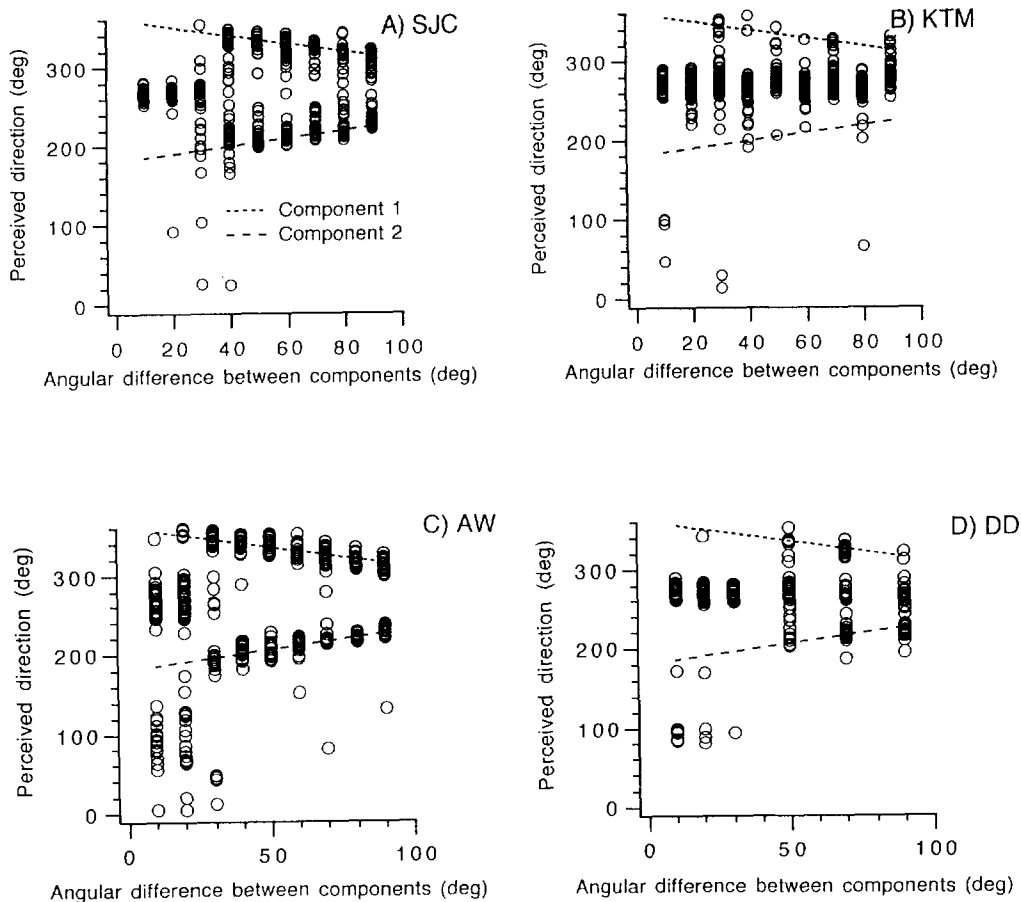 A) SJC
Perceived direction (deg)
300
200
100
0
Component 1
Component 2
0 20 40 60 80 100
Angular difference between components (deg)
B) KTM
Perceived direction (deg)
300
200
100
0
0 20 40 60 80 100
Angular difference between components (deg)
C) AW
Perceived direction (deg)
300
200
100
0
0 50 100
Angular difference between components (deg)
D) DD
Perceived direction (deg)
300
200
100
0
0 50 100
Angular difference between components (deg)